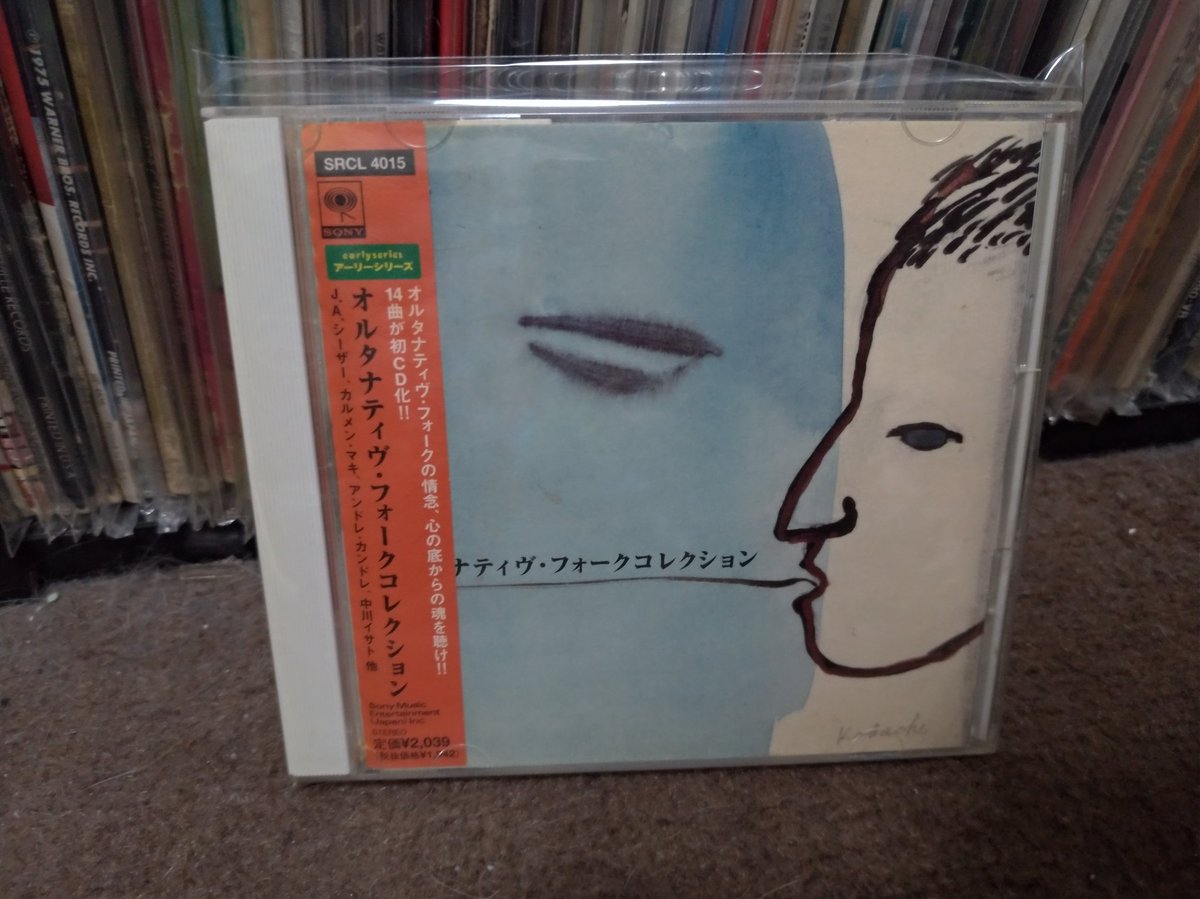 SRCL 4015
SONY
earlyseries
アーリーシリーズ
オルタナティヴ・フォークの情念、心の底からの魂を聴け!!
14曲が初CD化!!
オルタナティヴ・フォークコレクション
J.A.シーザー、カルメン・マキ、アンドレ・カンドレ、中川イサト 他
Sony Music
Entertainment
(Japan) Inc.
STEREO
定価¥2,039
ナティヴ・フォークコレクション
℗1973 WARNER BROS. RECORDS INC.